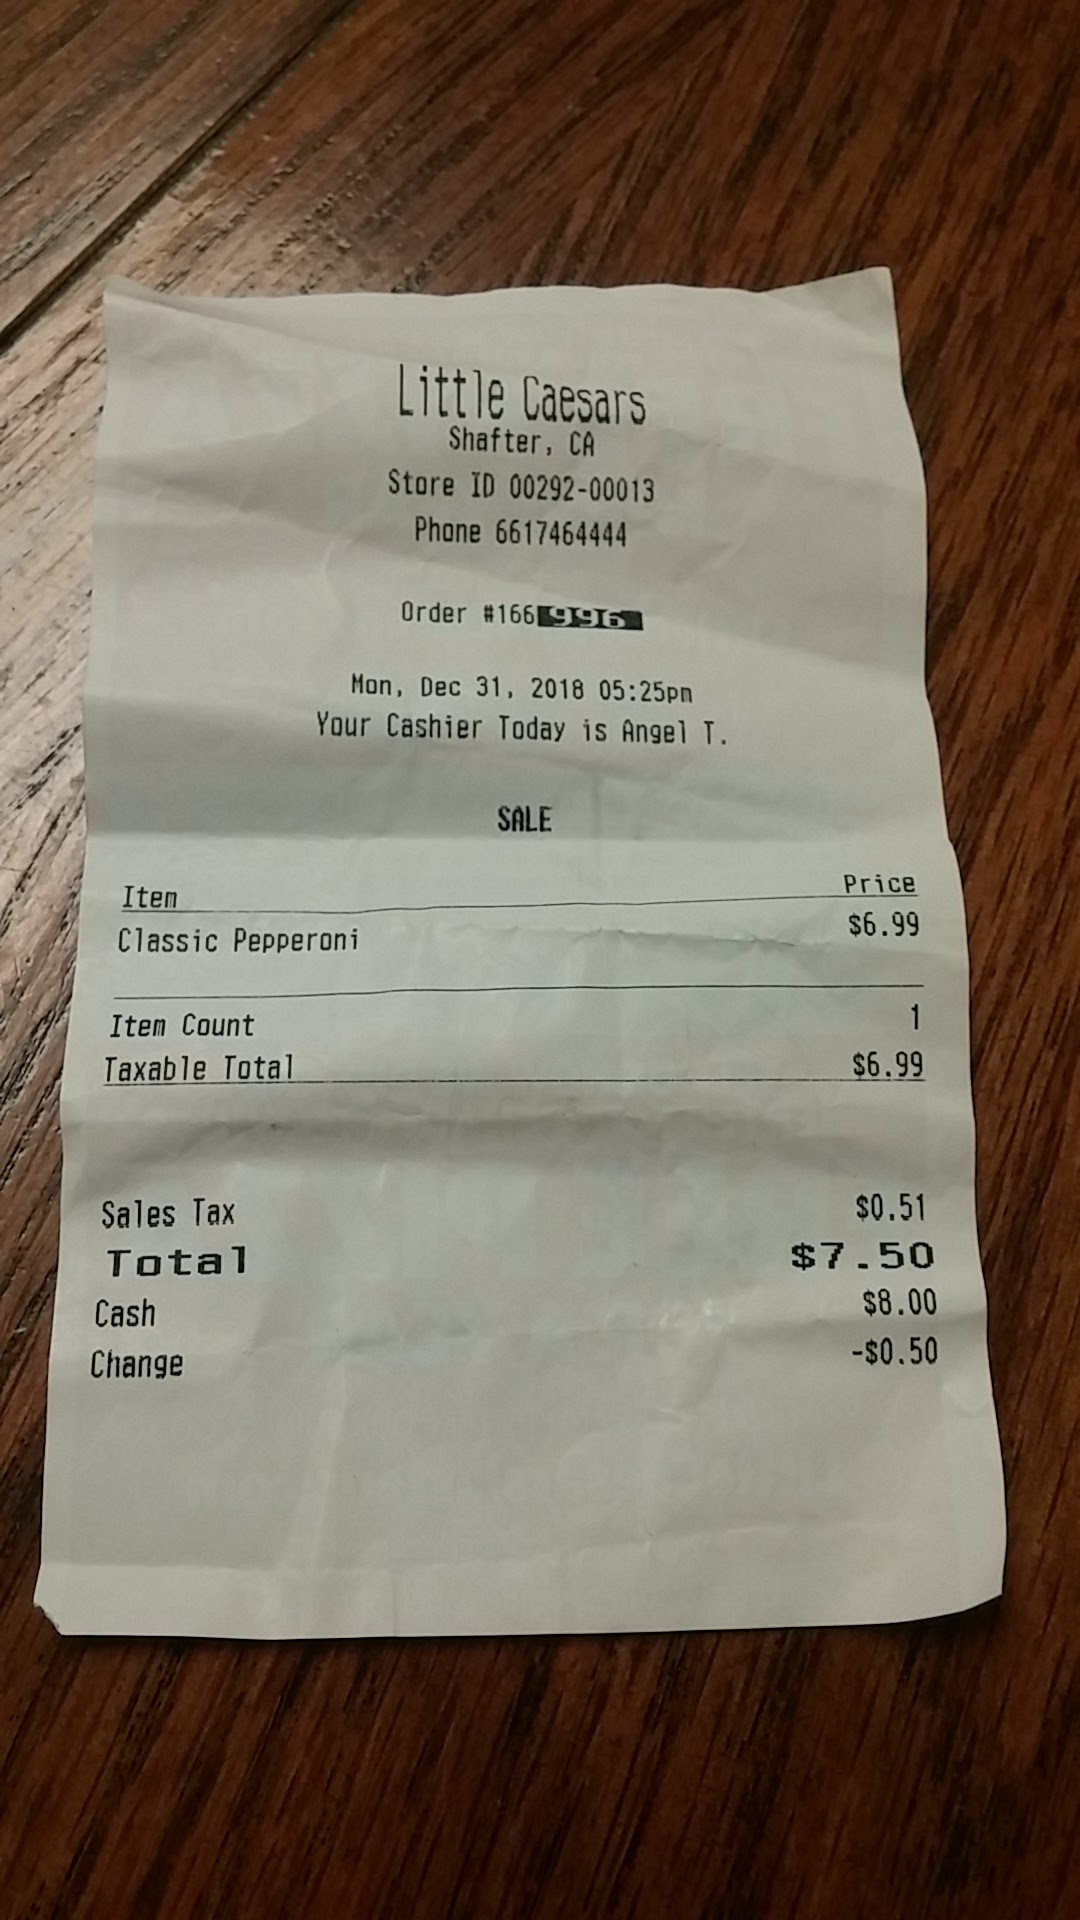 Little Caesars
Shafter, CA
Store ID 00292-00013
Phone 6617464444
Order #166996
Mon, Dec 31, 2018 05:25pm
Your Cashier Today is Angel T.
SALE
Item Price
Classic Pepperoni $6.99
Item Count 1
Taxable Total $6.99
Sales Tax $0.51
Total $7.50
Cash $8.00
Change -$0.50